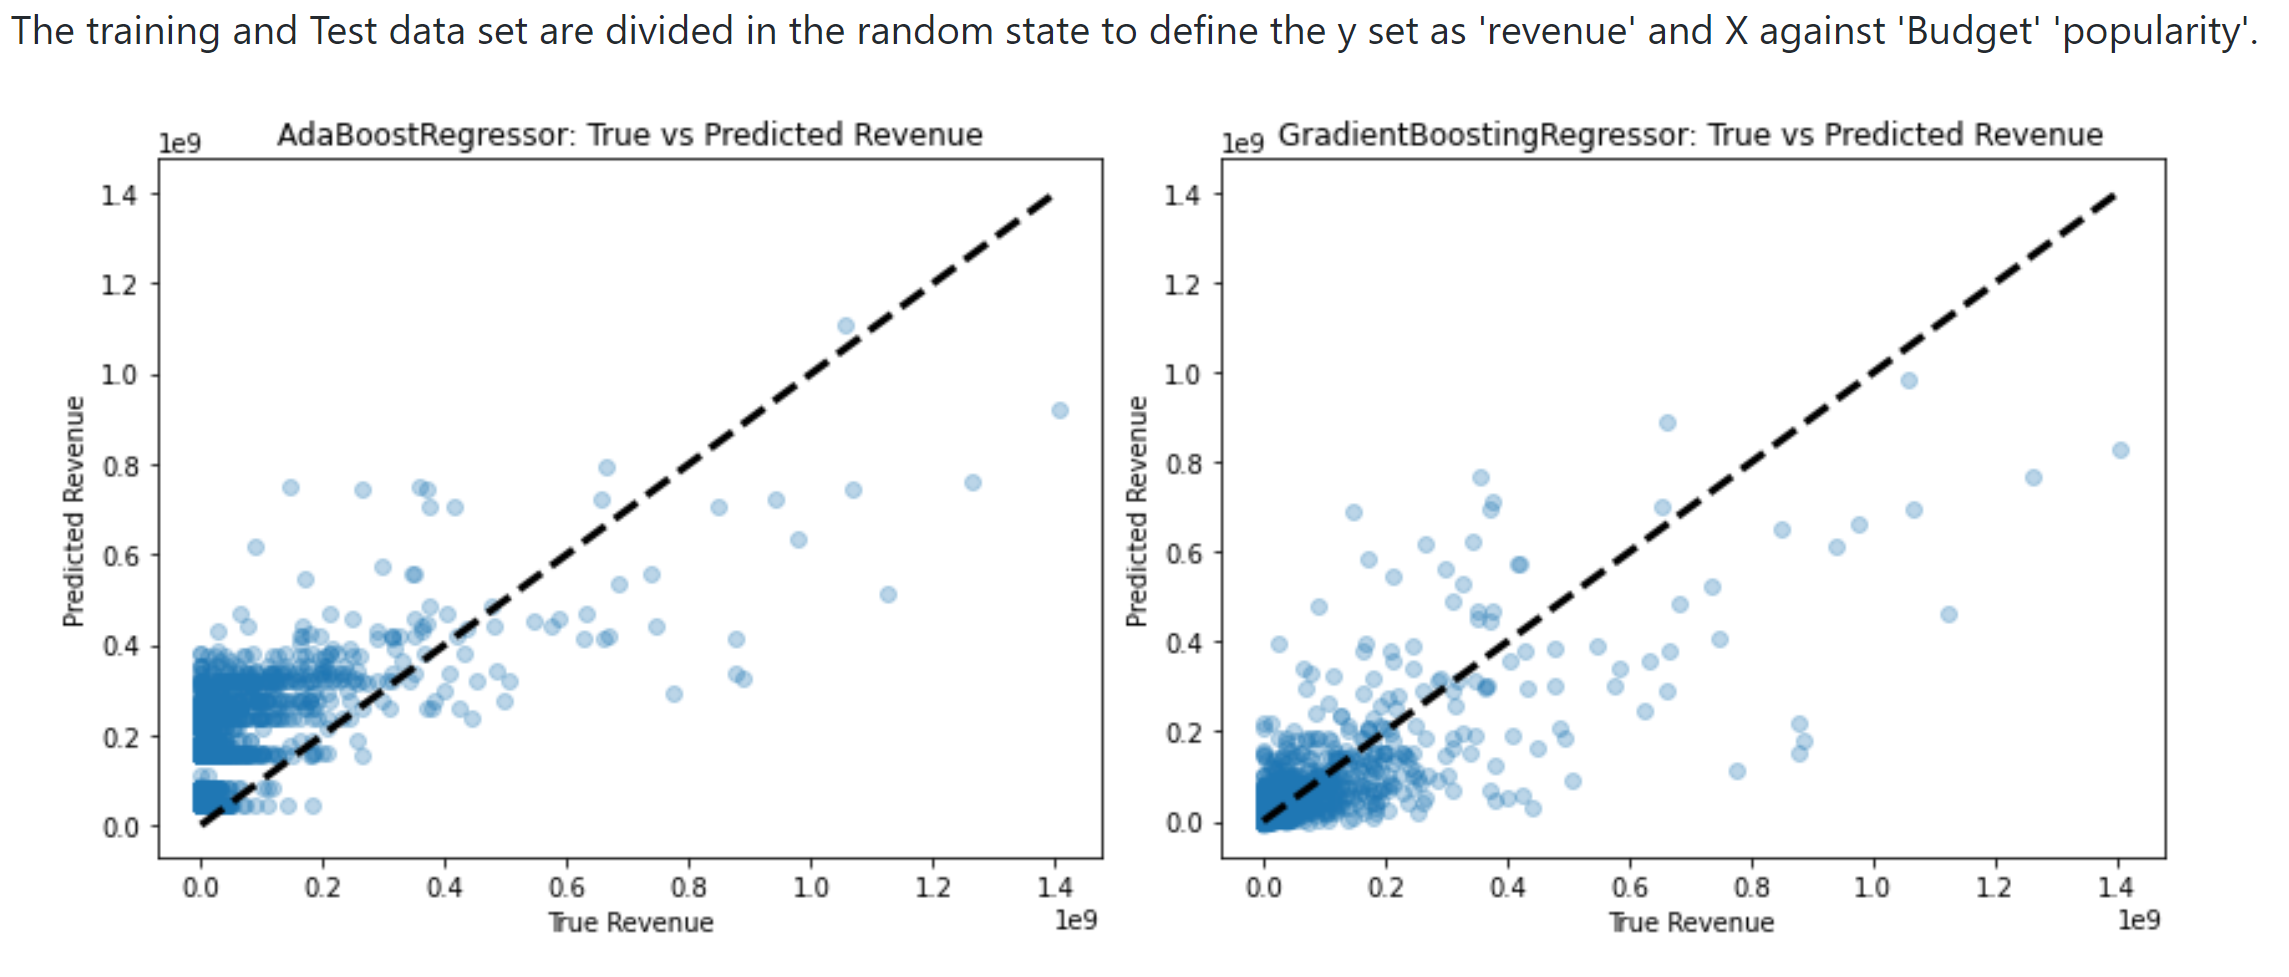 The training and Test data set are divided in the random state to define the y set as 'revenue' and X against 'Budget' 'popularity'.
AdaBoostRegressor: True vs Predicted Revenue
1e9
1.4
1.2
1.0
0.8
0.6
0.4
0.2
0.0
Predicted Revenue
0.0 0.2 0.4 0.6 0.8 1.0 1.2 1.4
True Revenue
1e9
GradientBoostingRegressor: True vs Predicted Revenue
1e9
1.4
1.2
1.0
0.8
0.6
0.4
0.2
0.0
Predicted Revenue
0.0 0.2 0.4 0.6 0.8 1.0 1.2 1.4
True Revenue
1e9